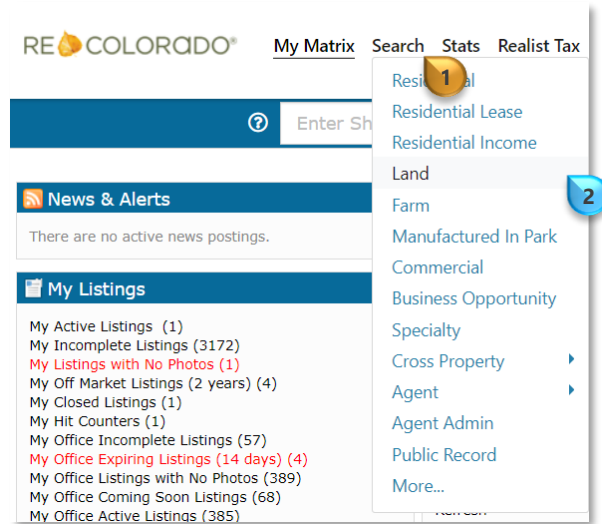 RE COLORADO®
My Matrix Search Stats Realist Tax
1
Residential Lease
Residential Income
Land
2
Farm
Manufactured In Park
Commercial
Business Opportunity
Specialty
Cross Property
Agent
Agent Admin
Public Record
More...
Enter Sh
News & Alerts
There are no active news postings.
My Listings
My Active Listings (1)
My Incomplete Listings (3172)
My Listings with No Photos (1)
My Off Market Listings (2 years) (4)
My Closed Listings (1)
My Hit Counters (1)
My Office Incomplete Listings (57)
My Office Expiring Listings (14 days) (4)
My Office Listings with No Photos (389)
My Office Coming Soon Listings (68)
My Office Active Listings (385)